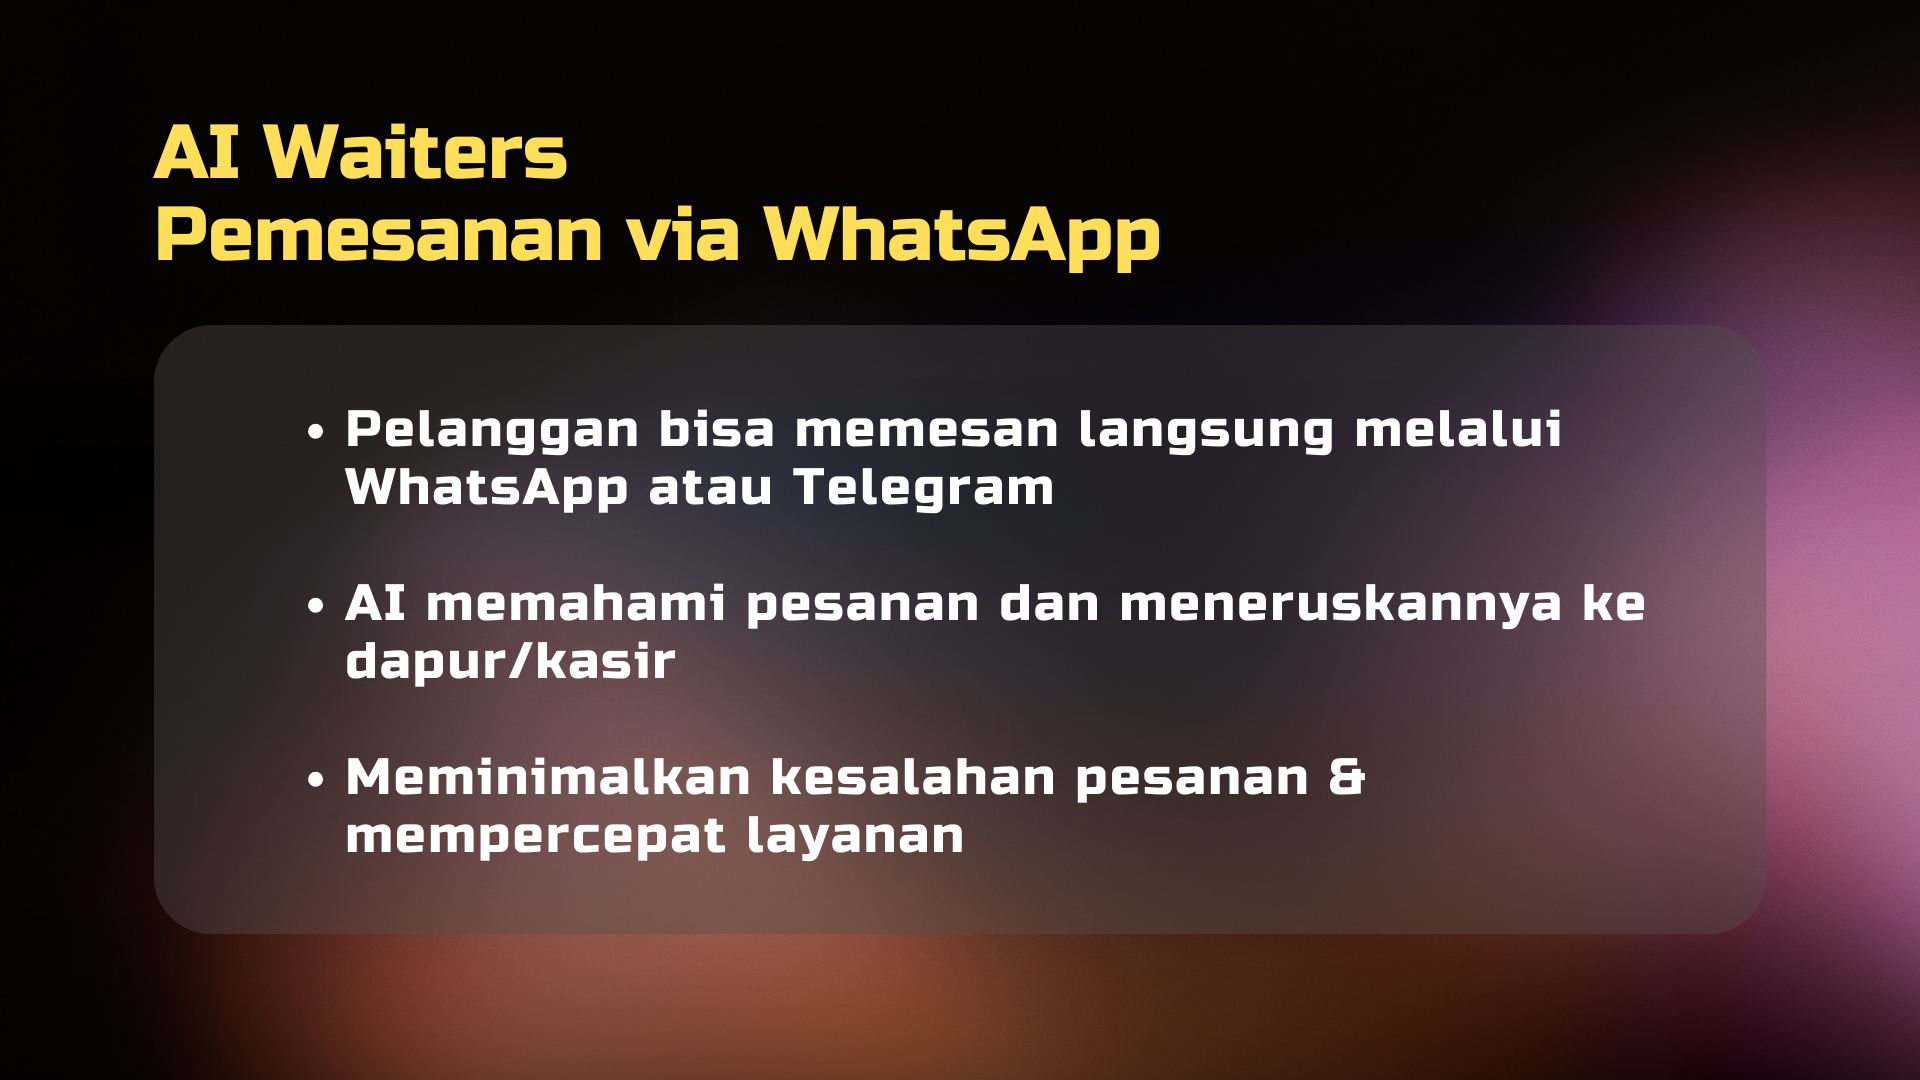 AI Waiters
Pemesanan via WhatsApp
• Pelanggan bisa memesan langsung melalui
WhatsApp atau Telegram
• AI memahami pesanan dan meneruskannya ke
dapur/kasir
• Meminimalkan kesalahan pesanan &
mempercepat layanan